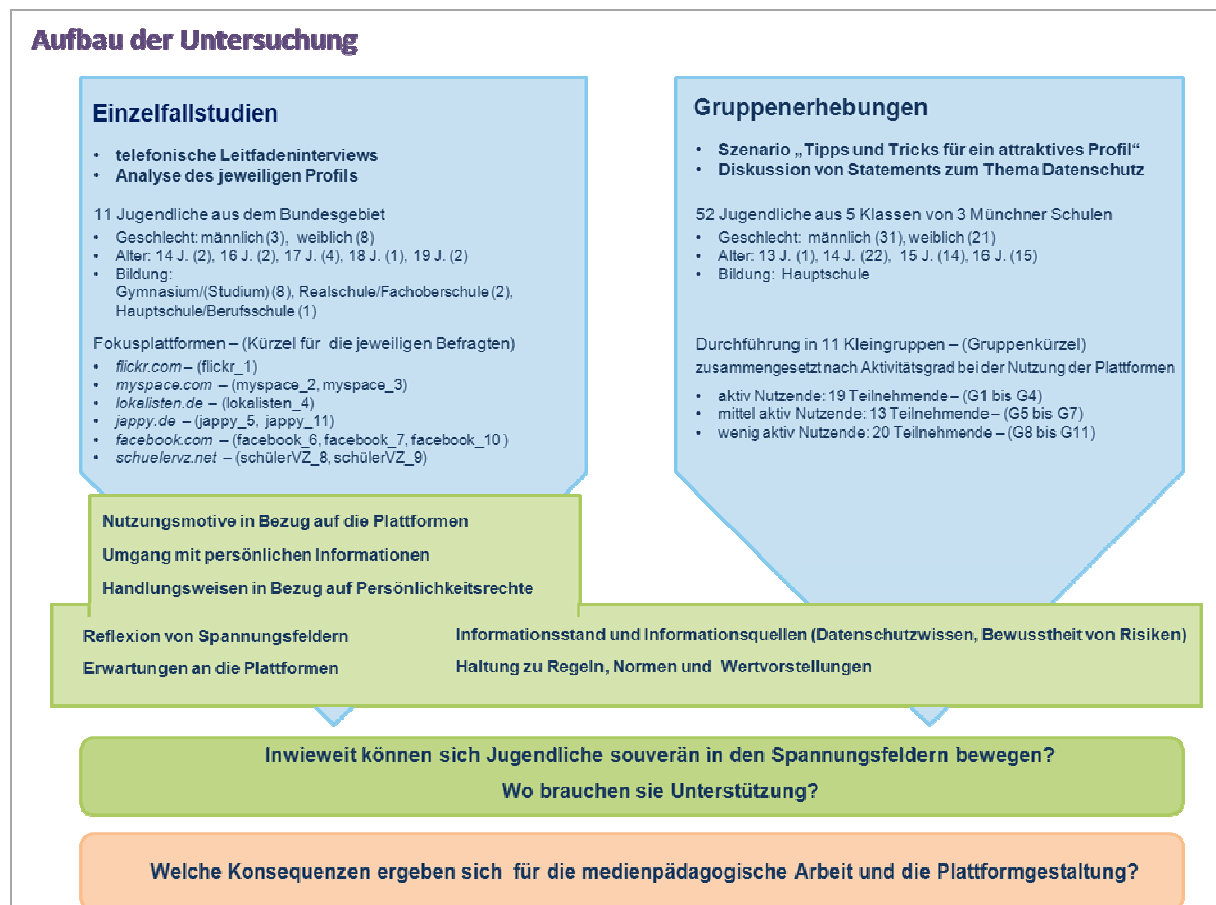 Aufbau der Untersuchung
Einzelfallstudien
• telefonische Leitfadeninterviews
• Analyse des jeweiligen Profils
11 Jugendliche aus dem Bundesgebiet
• Geschlecht: männlich (3), weiblich (8)
• Alter: 14 J. (2), 16 J. (2), 17 J. (4), 18 J. (1), 19 J. (2)
• Bildung:
Gymnasium/(Studium) (8), Realschule/Fachoberschule (2),
Hauptschule/Berufsschule (1)
Fokusplattformen – (Kürzel für die jeweiligen Befragten)
• flickr.com – (flickr_1)
• myspace.com – (myspace_2, myspace_3)
• lokalisten.de – (lokalisten_4)
• jappy.de – (jappy_5, jappy_11)
• facebook.com – (facebook_6, facebook_7, facebook_10 )
• schuelervz.net – (schülerVZ_8, schülerVZ_9)
Gruppenerhebungen
• Szenario „Tipps und Tricks für ein attraktives Profil“
• Diskussion von Statements zum Thema Datenschutz
52 Jugendliche aus 5 Klassen von 3 Münchner Schulen
• Geschlecht: männlich (31), weiblich (21)
• Alter: 13 J. (1), 14 J. (22), 15 J. (14), 16 J. (15)
• Bildung: Hauptschule
Durchführung in 11 Kleingruppen – (Gruppenkürzel)
zusammengesetzt nach Aktivitätsgrad bei der Nutzung der Plattformen
• aktiv Nutzende: 19 Teilnehmende – (G1 bis G4)
• mittel aktiv Nutzende: 13 Teilnehmende – (G5 bis G7)
• wenig aktiv Nutzende: 20 Teilnehmende – (G8 bis G11)
Nutzungsmotive in Bezug auf die Plattformen
Umgang mit persönlichen Informationen
Handlungsweisen in Bezug auf Persönlichkeitsrechte
Reflexion von Spannungsfeldern
Erwartungen an die Plattformen
Informationsstand und Informationsquellen (Datenschutzwissen, Bewusstheit von Risiken)
Haltung zu Regeln, Normen und Wertvorstellungen
Inwieweit können sich Jugendliche souverän in den Spannungsfeldern bewegen?
Wo brauchen sie Unterstützung?
Welche Konsequenzen ergeben sich für die medienpädagogische Arbeit und die Plattformgestaltung?